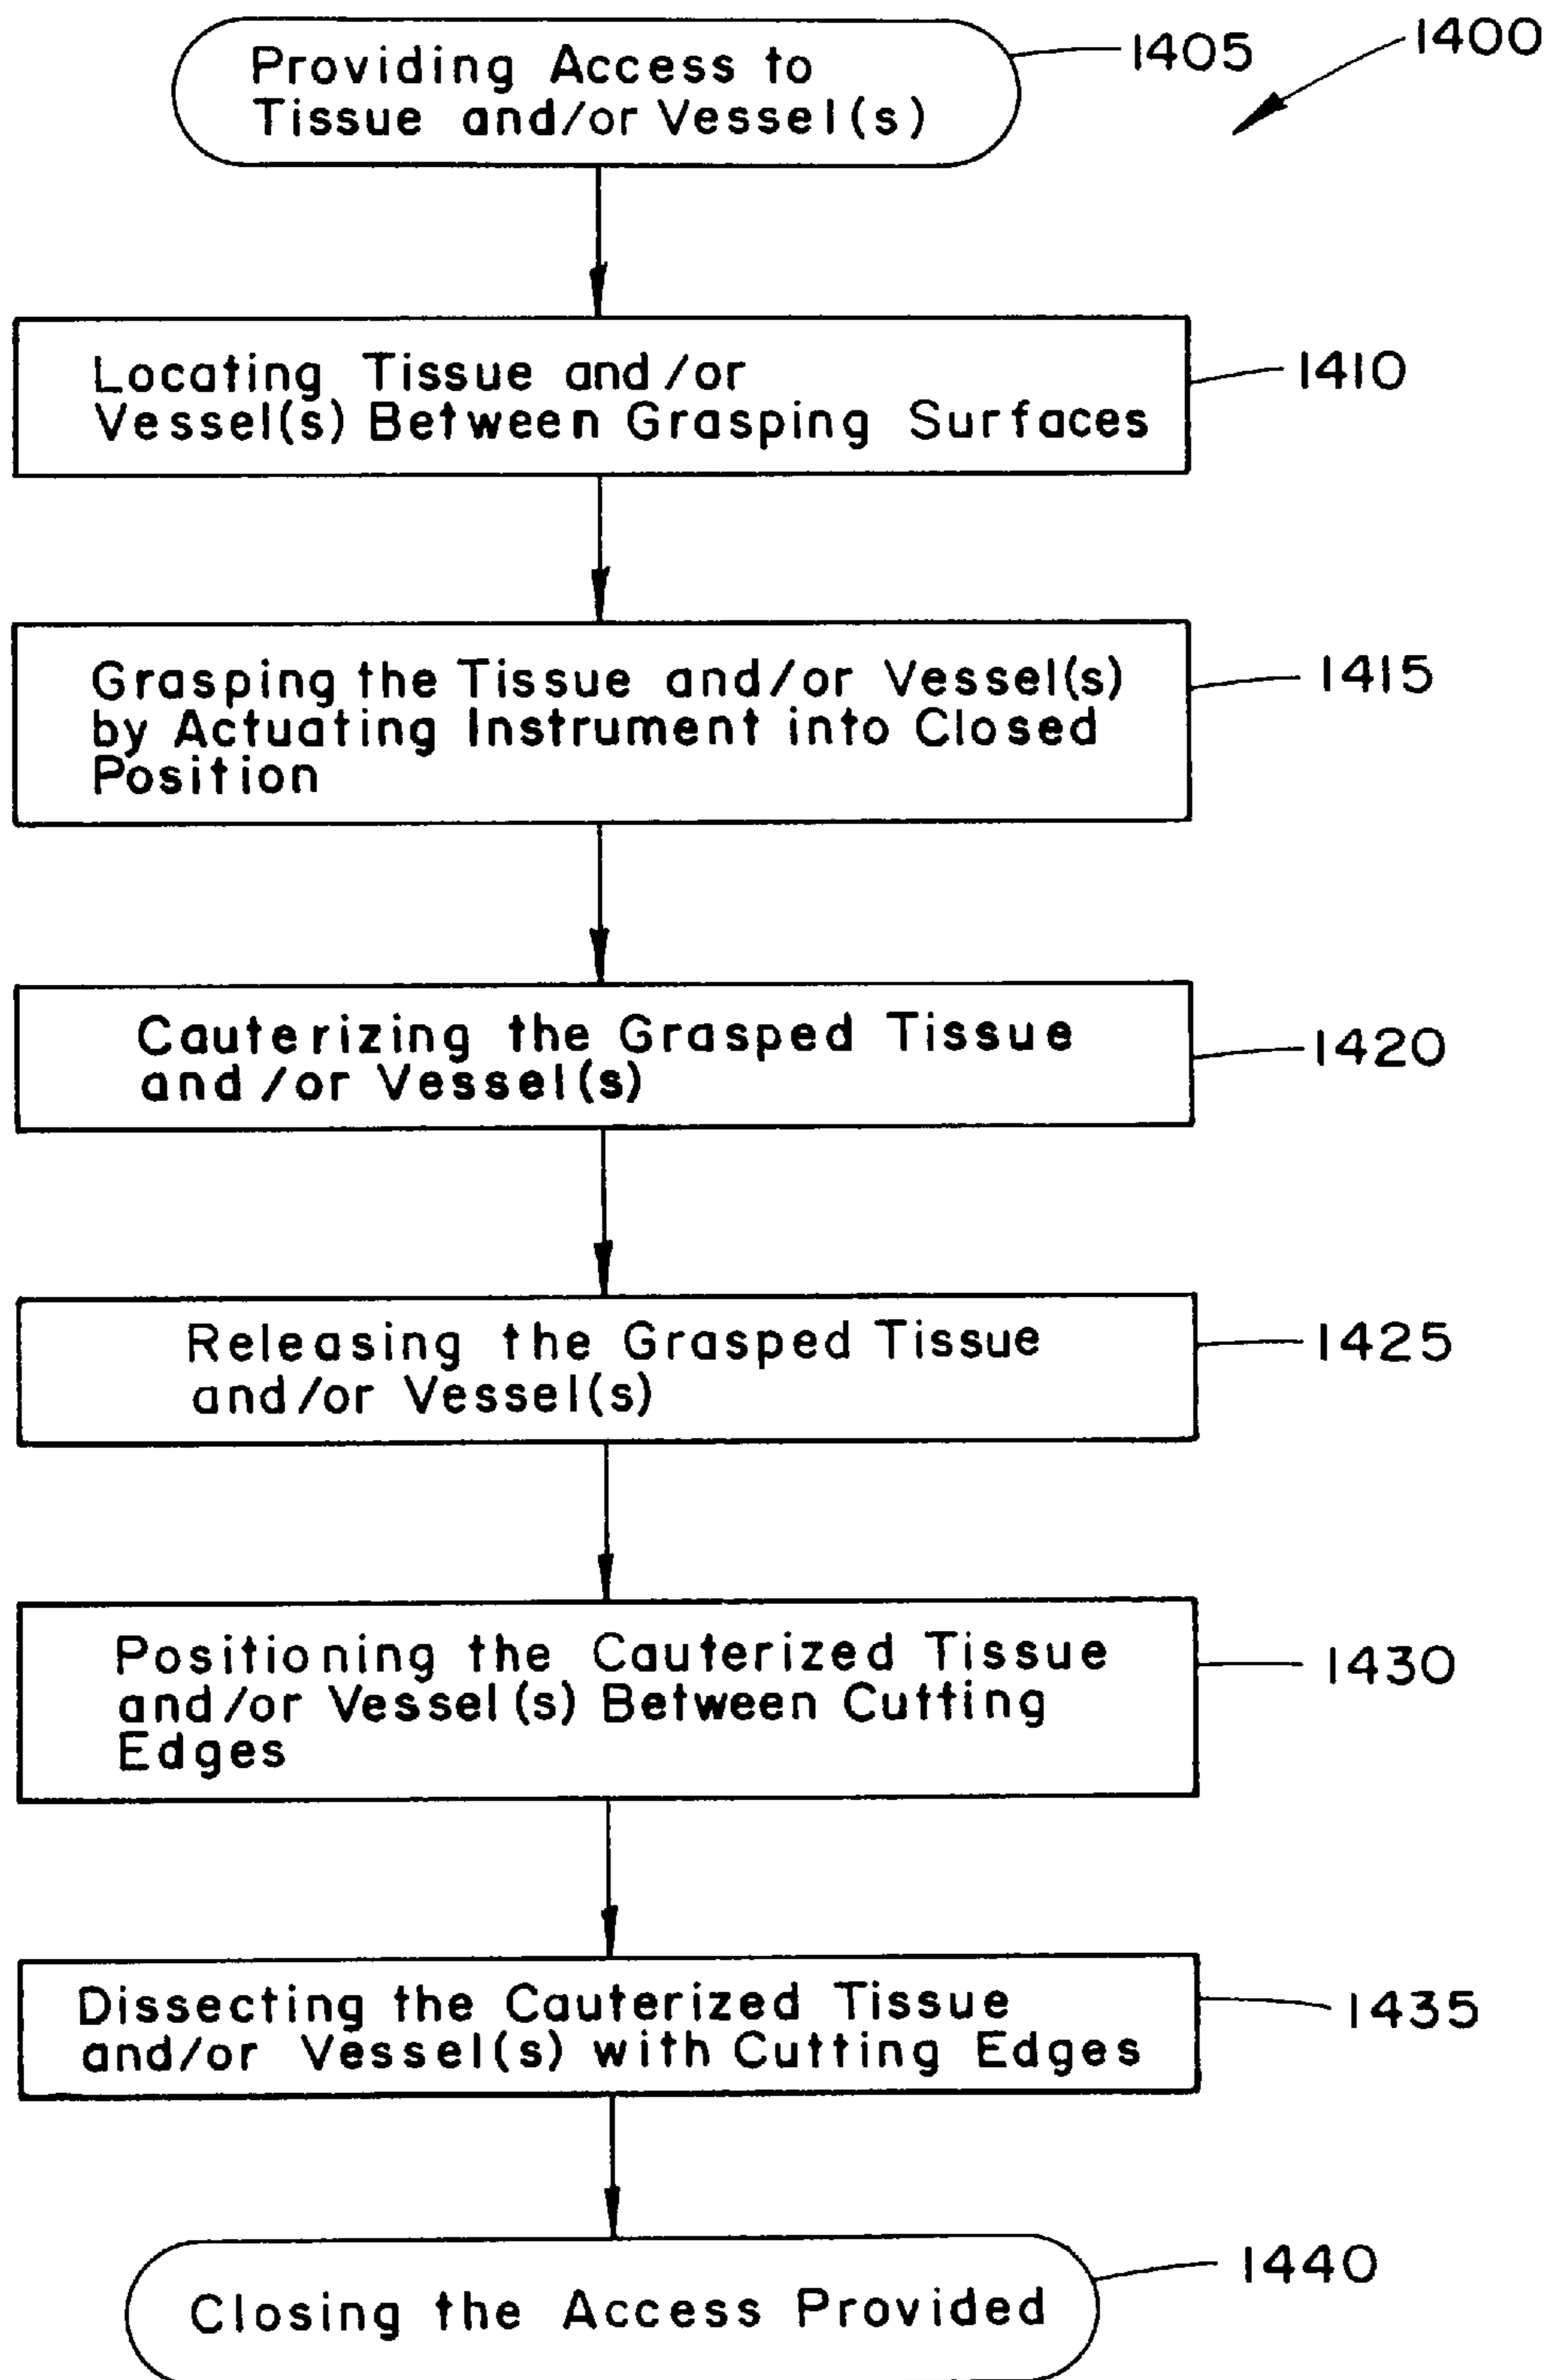 Providing Access to
Tissue and/or Vessel(s)
1405
1400
Locating Tissue and/or
Vessel(s) Between Grasping Surfaces
1410
Grasping the Tissue and/or Vessel(s)
by Actuating Instrument into Closed
Position
1415
Cauterizing the Grasped Tissue
and/or Vessel(s)
1420
Releasing the Grasped Tissue
and/or Vessel(s)
1425
Positioning the Cauterized Tissue
and/or Vessel(s) Between Cutting
Edges
1430
Dissecting the Cauterized Tissue
and/or Vessel(s) with Cutting Edges
1435
Closing the Access Provided
1440